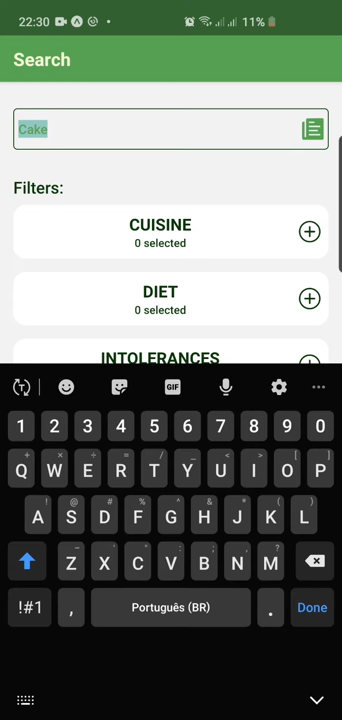 22:30
11%
Search
Cake
Filters:
CUISINE
0 selected
DIET
0 selected
INTOLERANCES
GIF
1 2 3 4 5 6 7 8 9 0
+ × ÷ = / _ < > [ ]
Q W E R T Y U I O P
! @ # % ^ & * ( )
A S D F G H J K L
- ' " : ; , ?
Z X C V B N M
!#1 , Português (BR) . Done